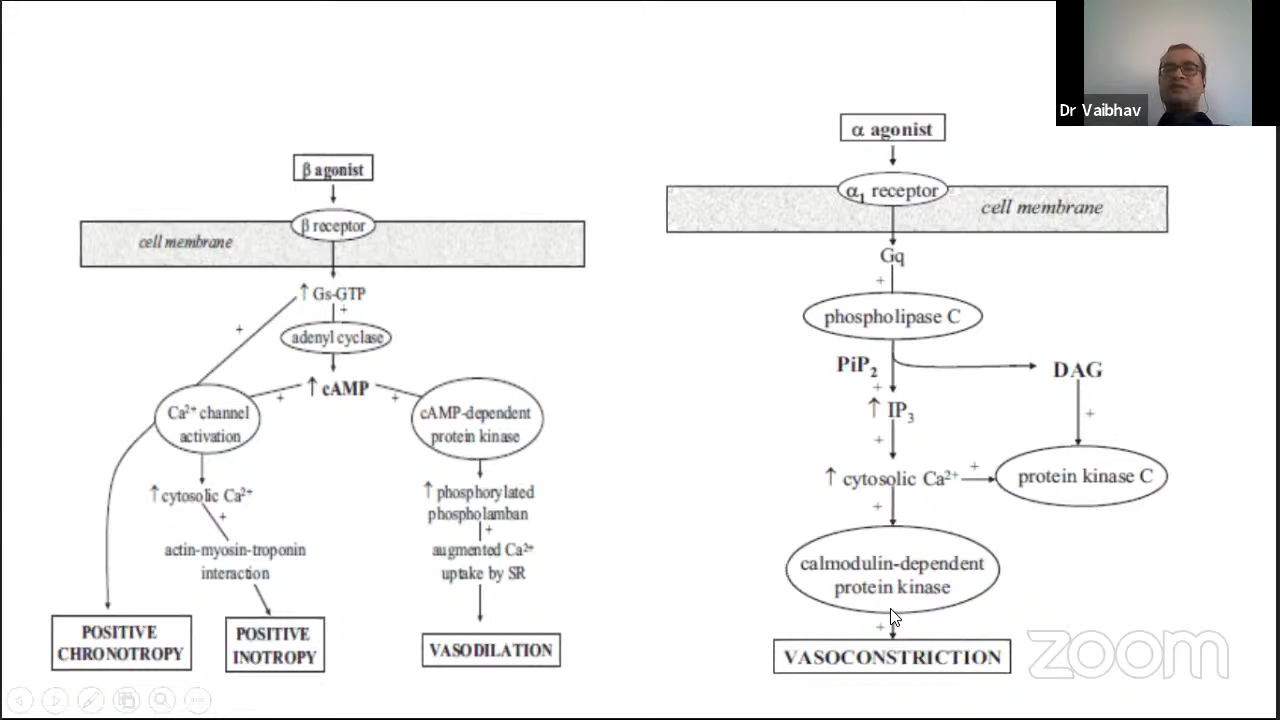 Dr Vaibhav
β agonist
β receptor
cell membrane
↑ Gs-GTP
+
+
adenyl cyclase
↑ cAMP
+
+
Ca²⁺ channel
activation
cAMP-dependent
protein kinase
↑ cytosolic Ca²⁺
+
↑ phosphorylated
phospholamban
+
actin-myosin-troponin
interaction
augmented Ca²⁺
uptake by SR
POSITIVE
CHRONOTROPY
POSITIVE
INOTROPY
VASODILATION
α agonist
α₁ receptor
cell membrane
Gq
+
phospholipase C
PiP₂
DAG
+
↑ IP₃
+
+
↑ cytosolic Ca²⁺
+
protein kinase C
+
calmodulin-dependent
protein kinase
+
VASOCONSTRICTION
zoom